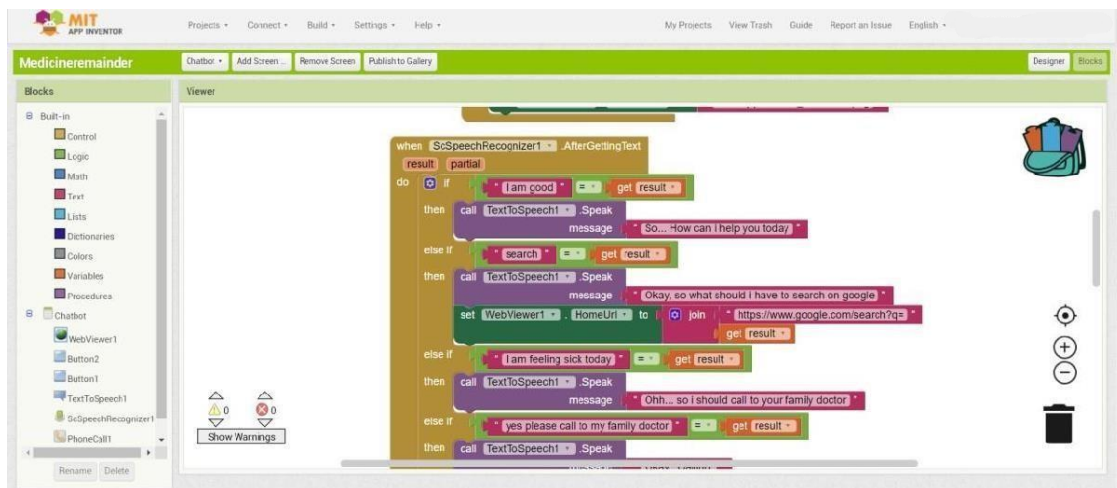 MIT
APP INVENTOR
Projects Connect Build Settings Help My Projects View Trash Guide Report an Issue English
Medicineremainder Chatbot Add Screen ... Remove Screen Publish to Gallery Designer Blocks
Blocks Viewer
Built-in
Control
Logic
Math
Text
Lists
Dictionaries
Colors
Variables
Procedures
Chatbot
WebViewer1
Button2
Button1
TextToSpeech1
ScSpeechRecognizer1
PhoneCall1
Rename Delete
when ScSpeechRecognizer1 .AfterGettingText
result partial
do if " I am good " = get result
then call TextToSpeech1 .Speak
message " So... How can I help you today "
else if " search " = get result
then call TextToSpeech1 .Speak
message " Okay, so what should I have to search on google "
set WebViewer1 . HomeUrl to join " https://www.google.com/search?q= "
get result
else if " I am feeling sick today " = get result
then call TextToSpeech1 .Speak
message " Ohh... so i should call to your family doctor "
else if " yes please call to my family doctor " = get result
then call TextToSpeech1 .Speak
0 0
Show Warnings